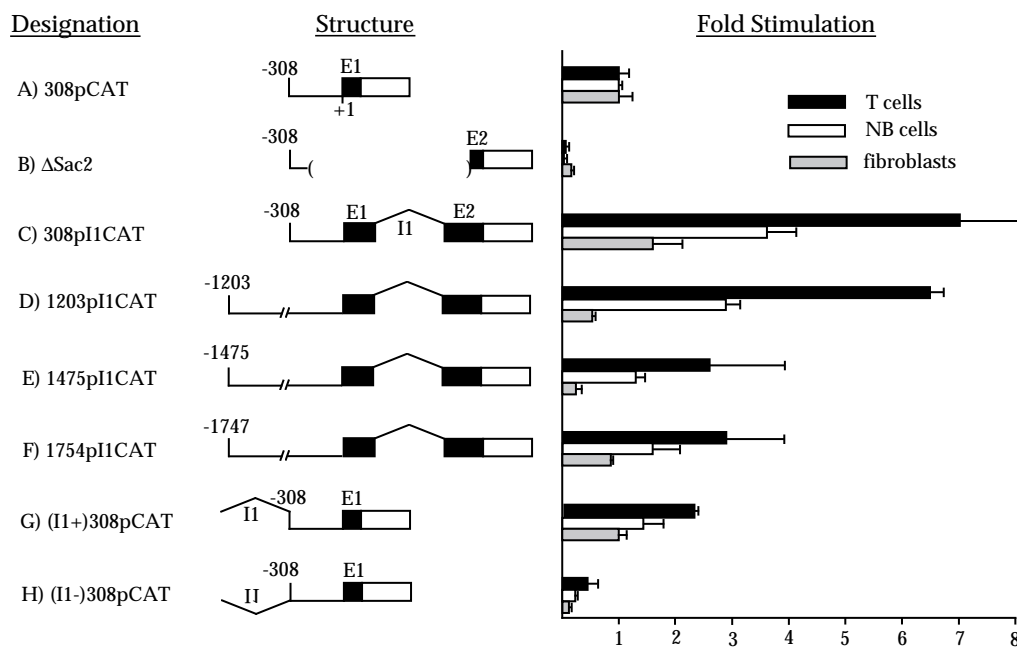 Designation Structure Fold Stimulation
A) 308pCAT -308 E1 +1
T cells
NB cells
fibroblasts
B) ΔSac2 -308 ( ) E2
C) 308pI1CAT -308 E1 I1 E2
D) 1203pI1CAT -1203 //
E) 1475pI1CAT -1475 //
F) 1754pI1CAT -1747 //
G) (I1+)308pCAT I1 -308 E1
H) (I1-)308pCAT I1 -308 E1
1 2 3 4 5 6 7 8